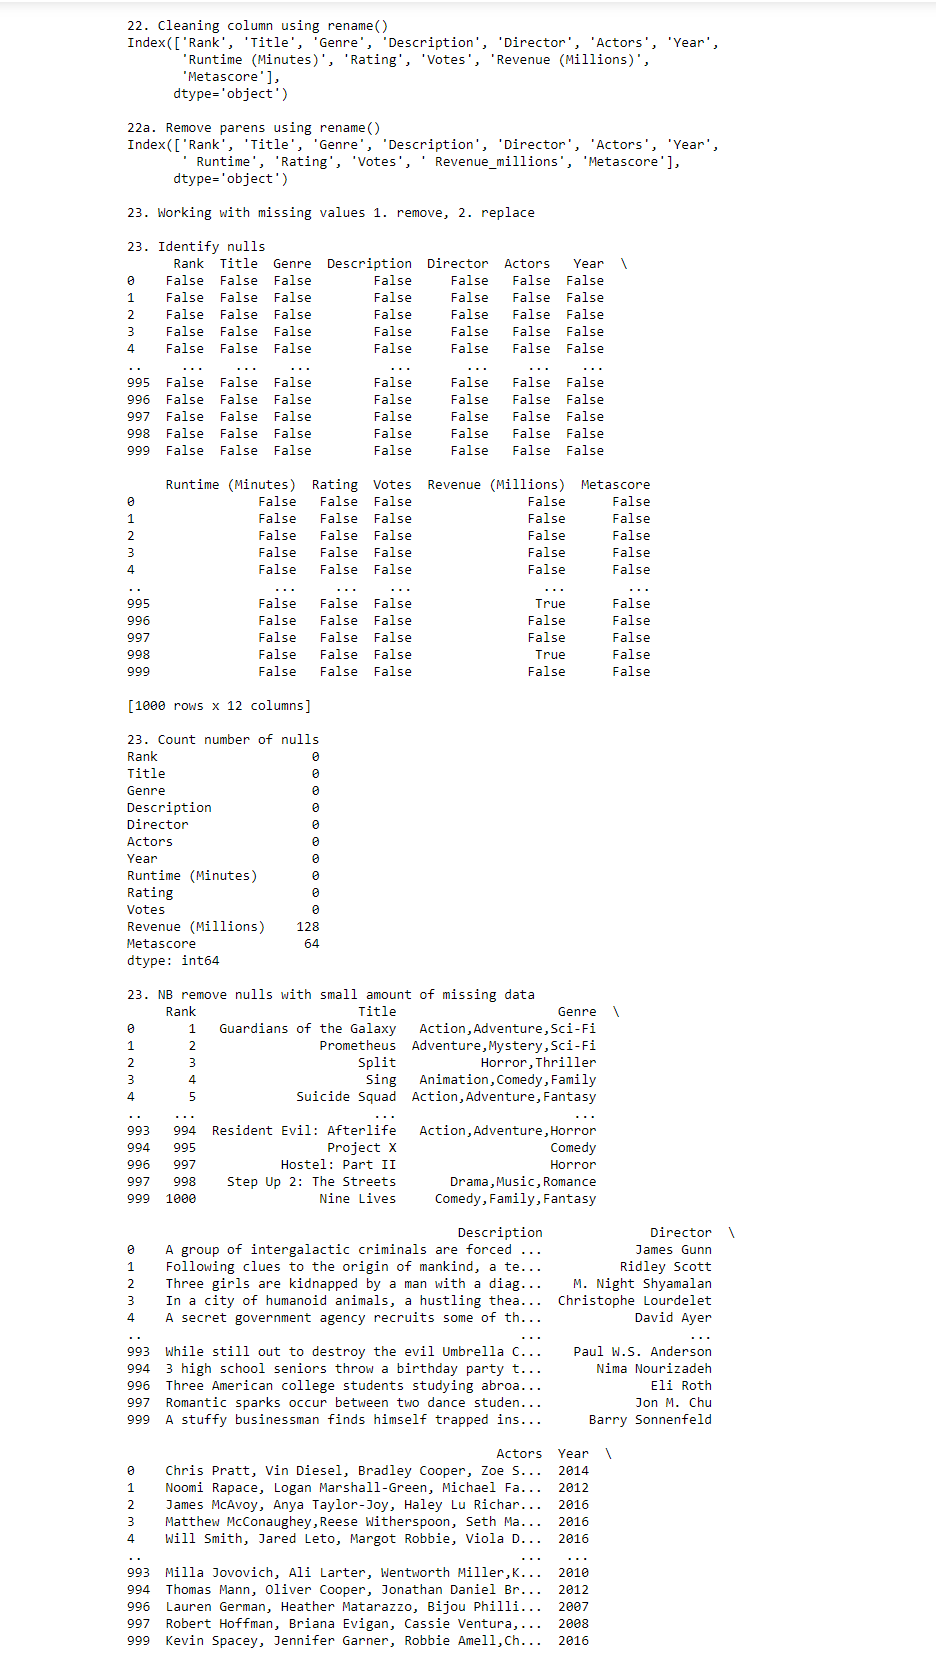 22. Cleaning column using rename()
Index(['Rank', 'Title', 'Genre', 'Description', 'Director', 'Actors', 'Year',
       'Runtime (Minutes)', 'Rating', 'Votes', 'Revenue (Millions)',
       'Metascore'],
      dtype='object')

22a. Remove parens using rename()
Index(['Rank', 'Title', 'Genre', 'Description', 'Director', 'Actors', 'Year',
       ' Runtime', 'Rating', 'Votes', ' Revenue_millions', 'Metascore'],
      dtype='object')

23. Working with missing values 1. remove, 2. replace

23. Identify nulls
      Rank  Title  Genre  Description  Director  Actors   Year  \
0    False  False  False        False     False   False  False
1    False  False  False        False     False   False  False
2    False  False  False        False     False   False  False
3    False  False  False        False     False   False  False
4    False  False  False        False     False   False  False
..     ...    ...    ...          ...       ...     ...    ...
995  False  False  False        False     False   False  False
996  False  False  False        False     False   False  False
997  False  False  False        False     False   False  False
998  False  False  False        False     False   False  False
999  False  False  False        False     False   False  False

     Runtime (Minutes)  Rating  Votes  Revenue (Millions)  Metascore
0                False   False  False               False      False
1                False   False  False               False      False
2                False   False  False               False      False
3                False   False  False               False      False
4                False   False  False               False      False
..                 ...     ...    ...                 ...        ...
995              False   False  False                True      False
996              False   False  False               False      False
997              False   False  False               False      False
998              False   False  False                True      False
999              False   False  False               False      False

[1000 rows x 12 columns]

23. Count number of nulls
Rank                    0
Title                   0
Genre                   0
Description             0
Director                0
Actors                  0
Year                    0
Runtime (Minutes)       0
Rating                  0
Votes                   0
Revenue (Millions)    128
Metascore              64
dtype: int64

23. NB remove nulls with small amount of missing data
     Rank                     Title                     Genre  \
0       1   Guardians of the Galaxy   Action,Adventure,Sci-Fi
1       2                Prometheus  Adventure,Mystery,Sci-Fi
2       3                     Split           Horror,Thriller
3       4                      Sing   Animation,Comedy,Family
4       5             Suicide Squad  Action,Adventure,Fantasy
..    ...                       ...                       ...
993   994  Resident Evil: Afterlife   Action,Adventure,Horror
994   995                 Project X                    Comedy
996   997           Hostel: Part II                    Horror
997   998    Step Up 2: The Streets       Drama,Music,Romance
999  1000                Nine Lives     Comedy,Family,Fantasy

                                           Description              Director  \
0    A group of intergalactic criminals are forced ...            James Gunn
1    Following clues to the origin of mankind, a te...          Ridley Scott
2    Three girls are kidnapped by a man with a diag...    M. Night Shyamalan
3    In a city of humanoid animals, a hustling thea...  Christophe Lourdelet
4    A secret government agency recruits some of th...            David Ayer
..                                                 ...                   ...
993  While still out to destroy the evil Umbrella C...    Paul W.S. Anderson
994  3 high school seniors throw a birthday party t...       Nima Nourizadeh
996  Three American college students studying abroa...              Eli Roth
997  Romantic sparks occur between two dance studen...            Jon M. Chu
999  A stuffy businessman finds himself trapped ins...      Barry Sonnenfeld

                                                Actors  Year  \
0    Chris Pratt, Vin Diesel, Bradley Cooper, Zoe S...  2014
1    Noomi Rapace, Logan Marshall-Green, Michael Fa...  2012
2    James McAvoy, Anya Taylor-Joy, Haley Lu Richar...  2016
3    Matthew McConaughey,Reese Witherspoon, Seth Ma...  2016
4    Will Smith, Jared Leto, Margot Robbie, Viola D...  2016
..                                                 ...   ...
993  Milla Jovovich, Ali Larter, Wentworth Miller,K...  2010
994  Thomas Mann, Oliver Cooper, Jonathan Daniel Br...  2012
996  Lauren German, Heather Matarazzo, Bijou Philli...  2007
997  Robert Hoffman, Briana Evigan, Cassie Ventura,...  2008
999  Kevin Spacey, Jennifer Garner, Robbie Amell,Ch...  2016